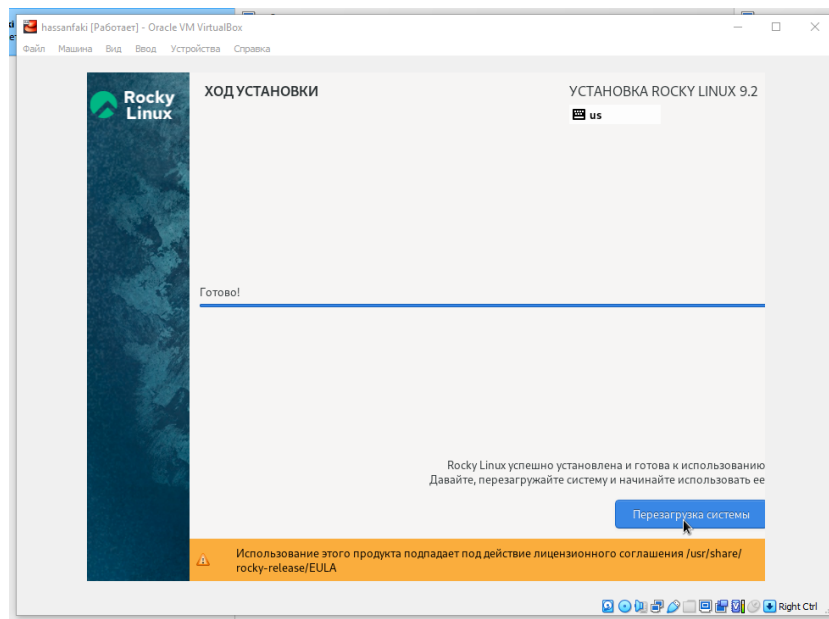 hassanfaki [Работает] - Oracle VM VirtualBox
Файл Машина Вид Ввод Устройства Справка
Rocky
Linux
ХОД УСТАНОВКИ
УСТАНОВКА ROCKY LINUX 9.2
us
Готово!
Rocky Linux успешно установлена и готова к использованию
Давайте, перезагружайте систему и начинайте использовать ее
Перезагрузка системы
Использование этого продукта подпадает под действие лицензионного соглашения /usr/share/
rocky-release/EULA
Right Ctrl